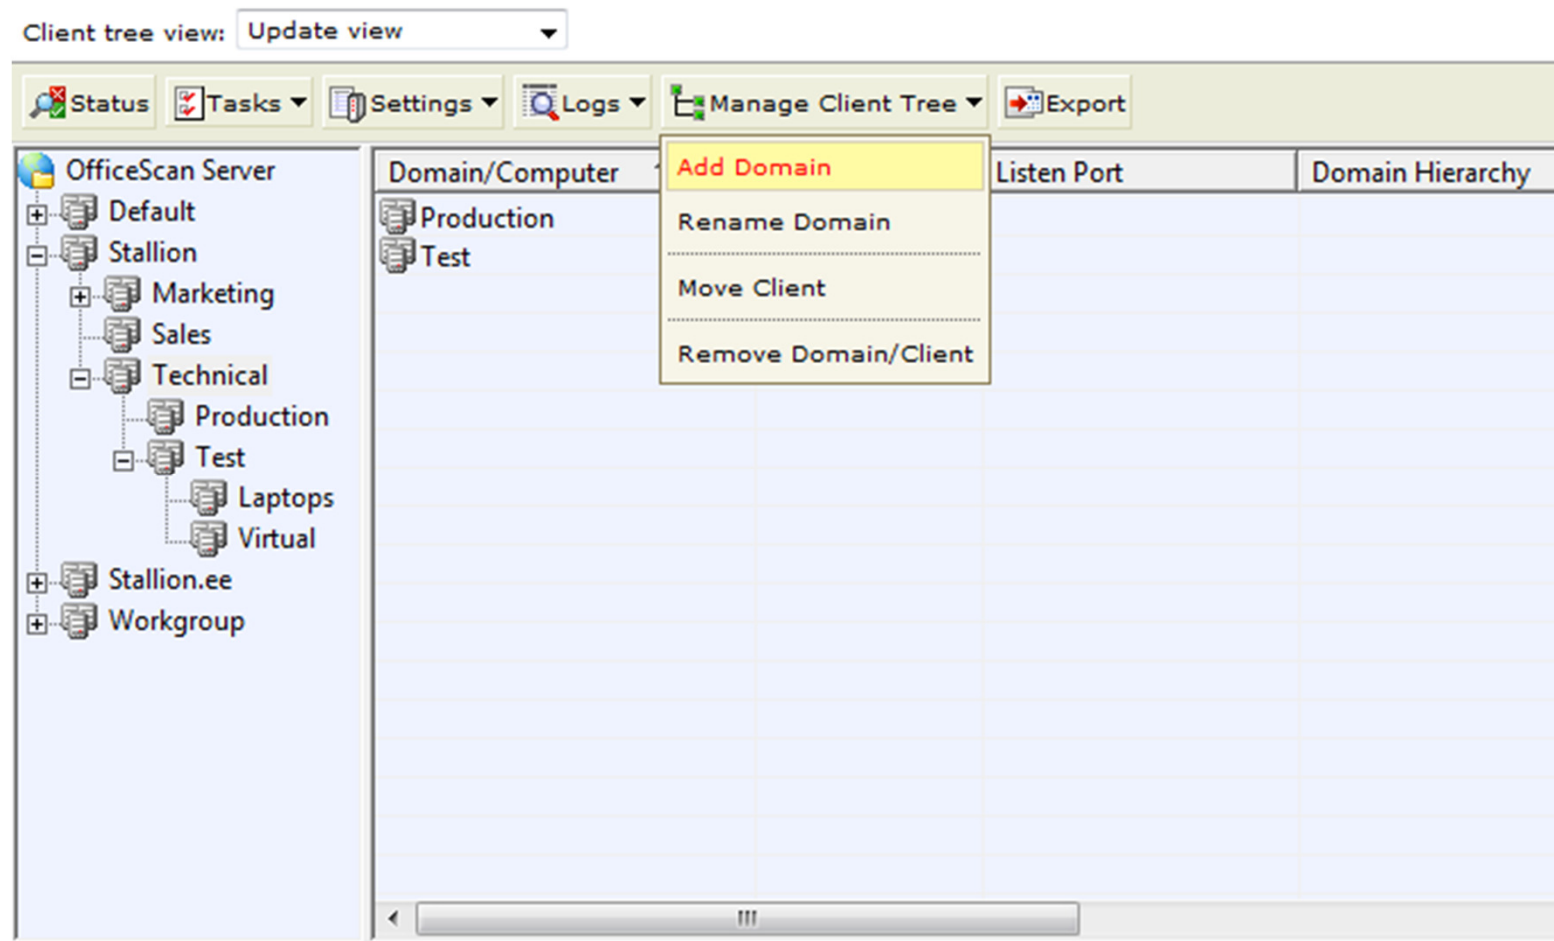 Client tree view: Update view
Status Tasks Settings Logs Manage Client Tree Export
OfficeScan Server
Default
Stallion
Marketing
Sales
Technical
Production
Test
Laptops
Virtual
Stallion.ee
Workgroup
Domain/Computer Listen Port Domain Hierarchy
Production
Test
Add Domain
Rename Domain
Move Client
Remove Domain/Client